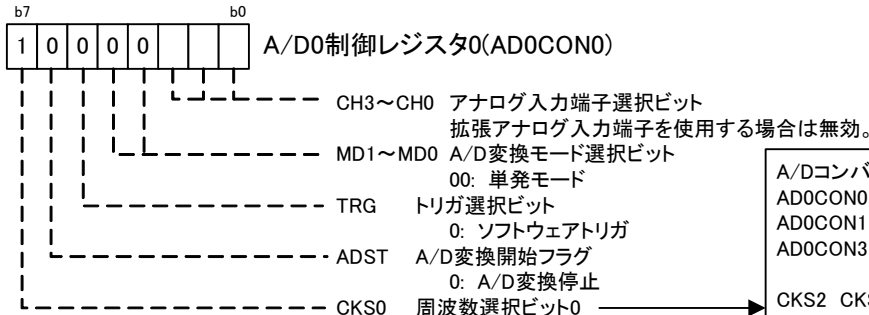 b7 b0
1 0 0 0 0 A/D0制御レジスタ0(AD0CON0)
CH3～CH0 アナログ入力端子選択ビット
拡張アナログ入力端子を使用する場合は無効。
MD1～MD0 A/D変換モード選択ビット
00: 単発モード
TRG トリガ選択ビット
0: ソフトウェアトリガ
ADST A/D変換開始フラグ
0: A/D変換停止
CKS0 周波数選択ビット0
A/Dコンバ
AD0CON0
AD0CON1
AD0CON3
CKS2 CKS